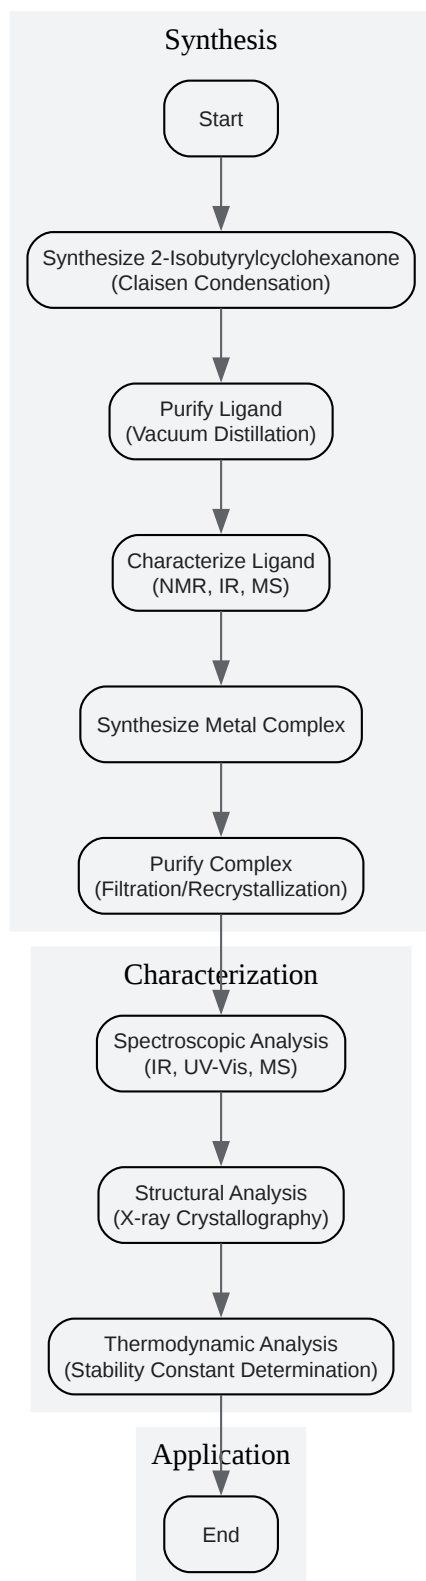 Synthesis
Start
Synthesize 2-Isobutyrylcyclohexanone
(Claisen Condensation)
Purify Ligand
(Vacuum Distillation)
Characterize Ligand
(NMR, IR, MS)
Synthesize Metal Complex
Purify Complex
(Filtration/Recrystallization)
Characterization
Spectroscopic Analysis
(IR, UV-Vis, MS)
Structural Analysis
(X-ray Crystallography)
Thermodynamic Analysis
(Stability Constant Determination)
Application
End